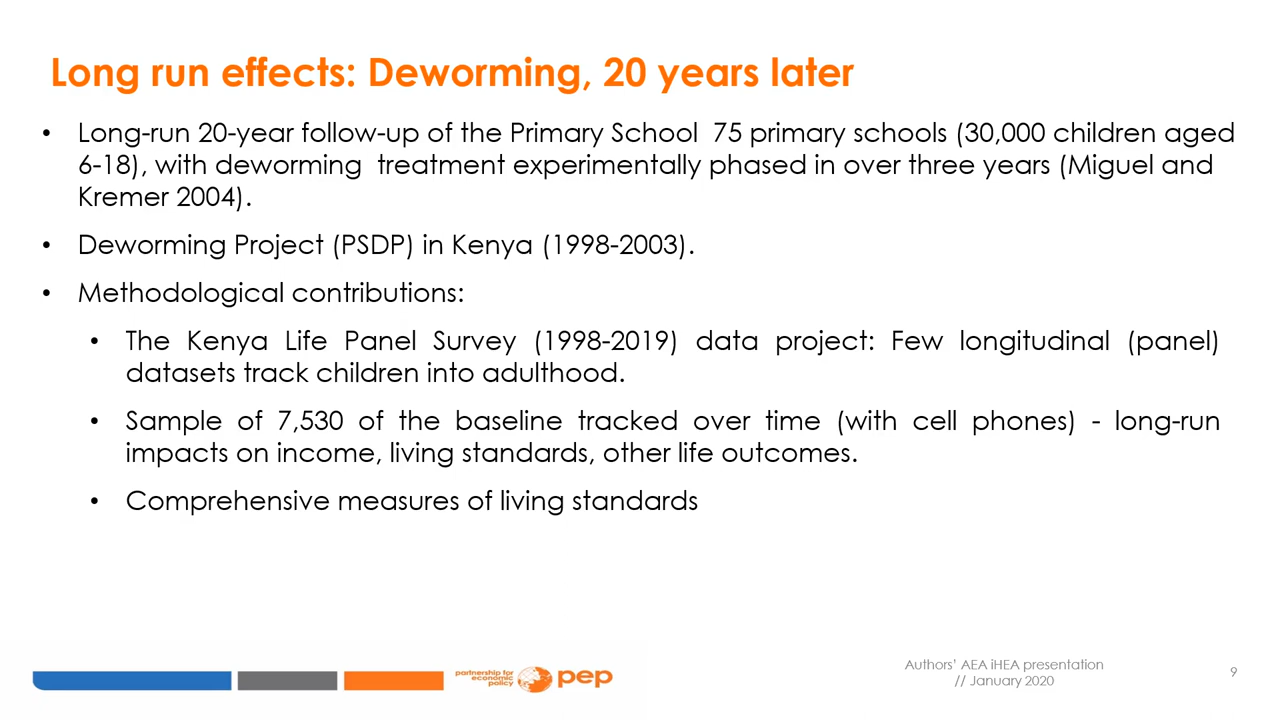 Long run effects: Deworming, 20 years later
• Long-run 20-year follow-up of the Primary School 75 primary schools (30,000 children aged
6-18), with deworming treatment experimentally phased in over three years (Miguel and
Kremer 2004).
• Deworming Project (PSDP) in Kenya (1998-2003).
• Methodological contributions:
• The Kenya Life Panel Survey (1998-2019) data project: Few longitudinal (panel)
datasets track children into adulthood.
• Sample of 7,530 of the baseline tracked over time (with cell phones) - long-run
impacts on income, living standards, other life outcomes.
• Comprehensive measures of living standards
partnership for
economic
policy
pep
Authors' AEA iHEA presentation
// January 2020
9